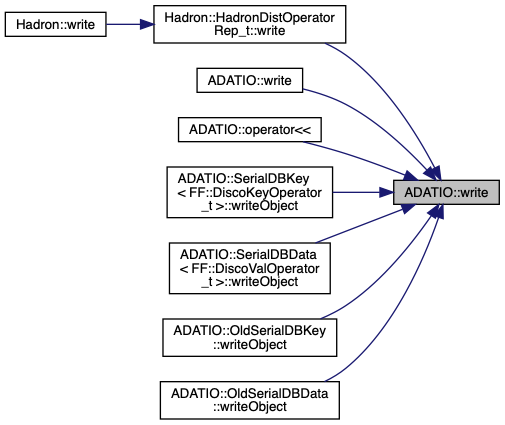 Hadron::write
Hadron::HadronDistOperator
Rep_t::write
ADATIO::write
ADATIO::operator<<
ADATIO::SerialDBKey
< FF::DiscoKeyOperator
_t >::writeObject
ADATIO::write
ADATIO::SerialDBData
< FF::DiscoValOperator
_t >::writeObject
ADATIO::OldSerialDBKey
::writeObject
ADATIO::OldSerialDBData
::writeObject